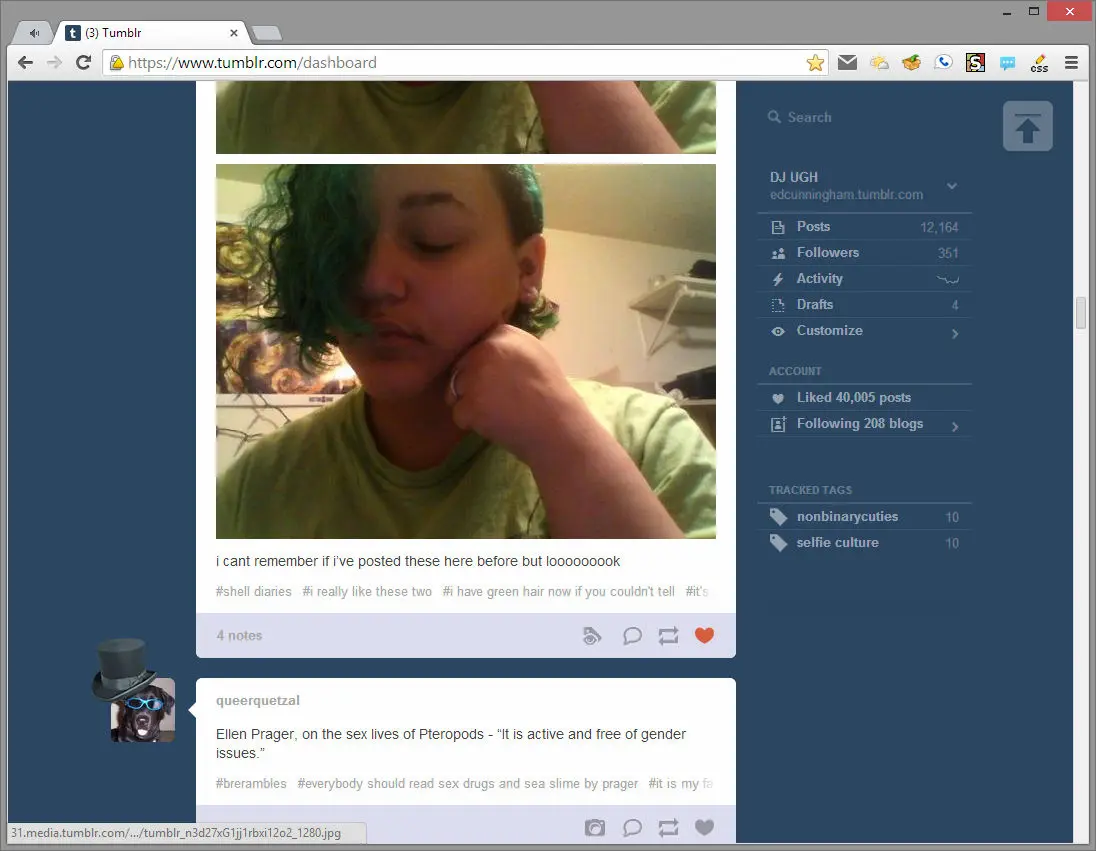 (3) Tumblr
https://www.tumblr.com/dashboard
css
Search
DJ UGH
edcunningham.tumblr.com
Posts 12,164
Followers 351
Activity
Drafts 4
Customize
ACCOUNT
Liked 40,005 posts
Following 208 blogs
TRACKED TAGS
nonbinarycuties 10
selfie culture 10
i cant remember if i've posted these here before but looooooook
#shell diaries #i really like these two #i have green hair now if you couldn't tell #it's
4 notes
queerquetzal
Ellen Prager, on the sex lives of Pteropods - “It is active and free of gender
issues.”
#brerambles #everybody should read sex drugs and sea slime by prager #it is my fa
31.media.tumblr.com/.../tumblr_n3d27xG1jj1rbxi12o2_1280.jpg